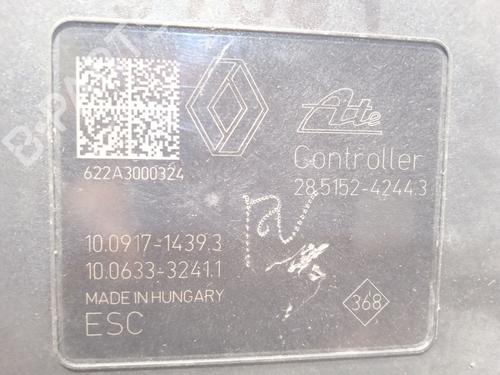 B-PARTS
Ate
622A3000324
Controller
28.5152-4244.3
10.0917-1439.3
10.0633-3241.1
MADE IN HUNGARY
ESC
368